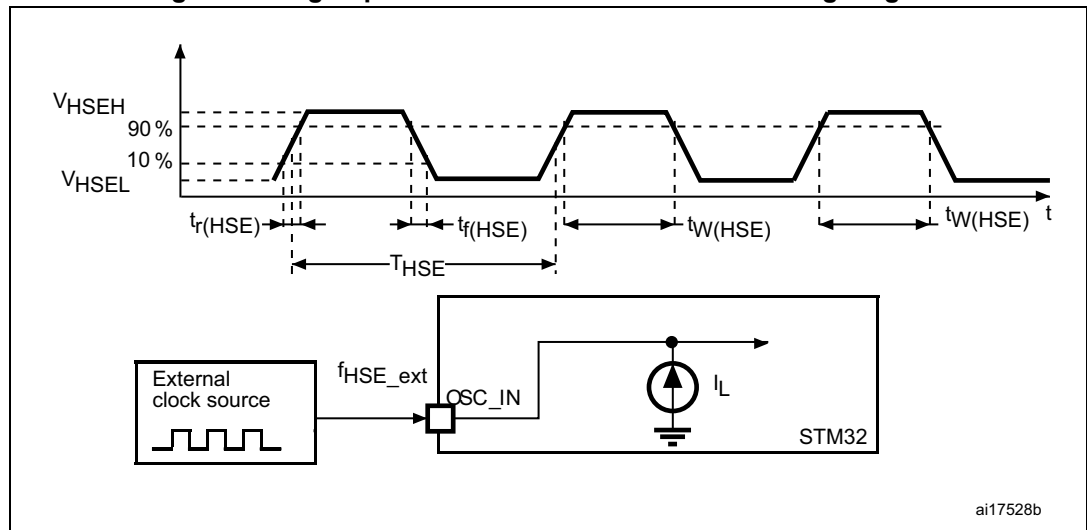 VHSEH
90 %
10 %
VHSEL
tr(HSE)
tf(HSE)
tW(HSE)
tW(HSE)
t
THSE
External
clock source
fHSE_ext
OSC_IN
IL
STM32
ai17528b